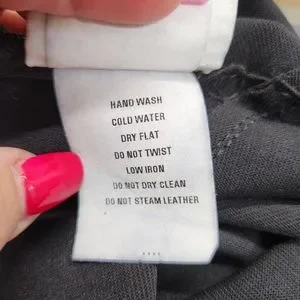 HAND WASH
COLD WATER
DRY FLAT
DO NOT TWIST
LOW IRON
DO NOT DRY CLEAN
DO NOT STEAM LEATHER